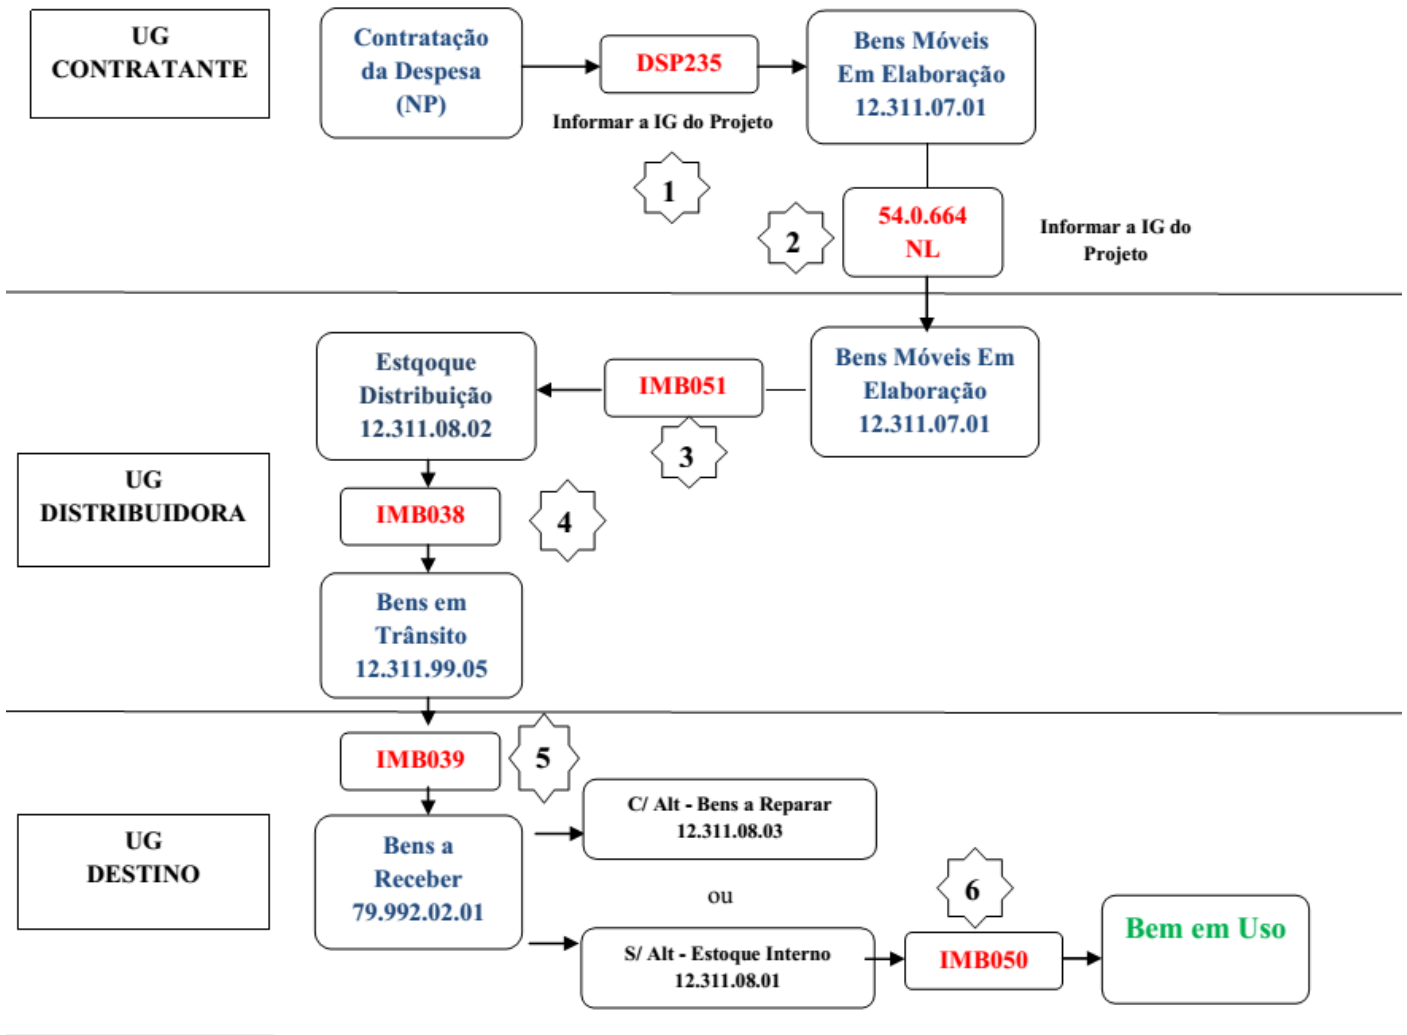 UG
CONTRATANTE
Contratação
da Despesa
(NP)
DSP235
Informar a IG do Projeto
1
Bens Móveis
Em Elaboração
12.311.07.01
2
54.0.664
NL
Informar a IG do
Projeto
UG
DISTRIBUIDORA
Bens Móveis Em
Elaboração
12.311.07.01
IMB051
3
Estqoque
Distribuição
12.311.08.02
IMB038
4
Bens em
Trânsito
12.311.99.05
UG
DESTINO
IMB039
5
Bens a
Receber
79.992.02.01
C/ Alt - Bens a Reparar
12.311.08.03
ou
S/ Alt - Estoque Interno
12.311.08.01
6
IMB050
Bem em Uso